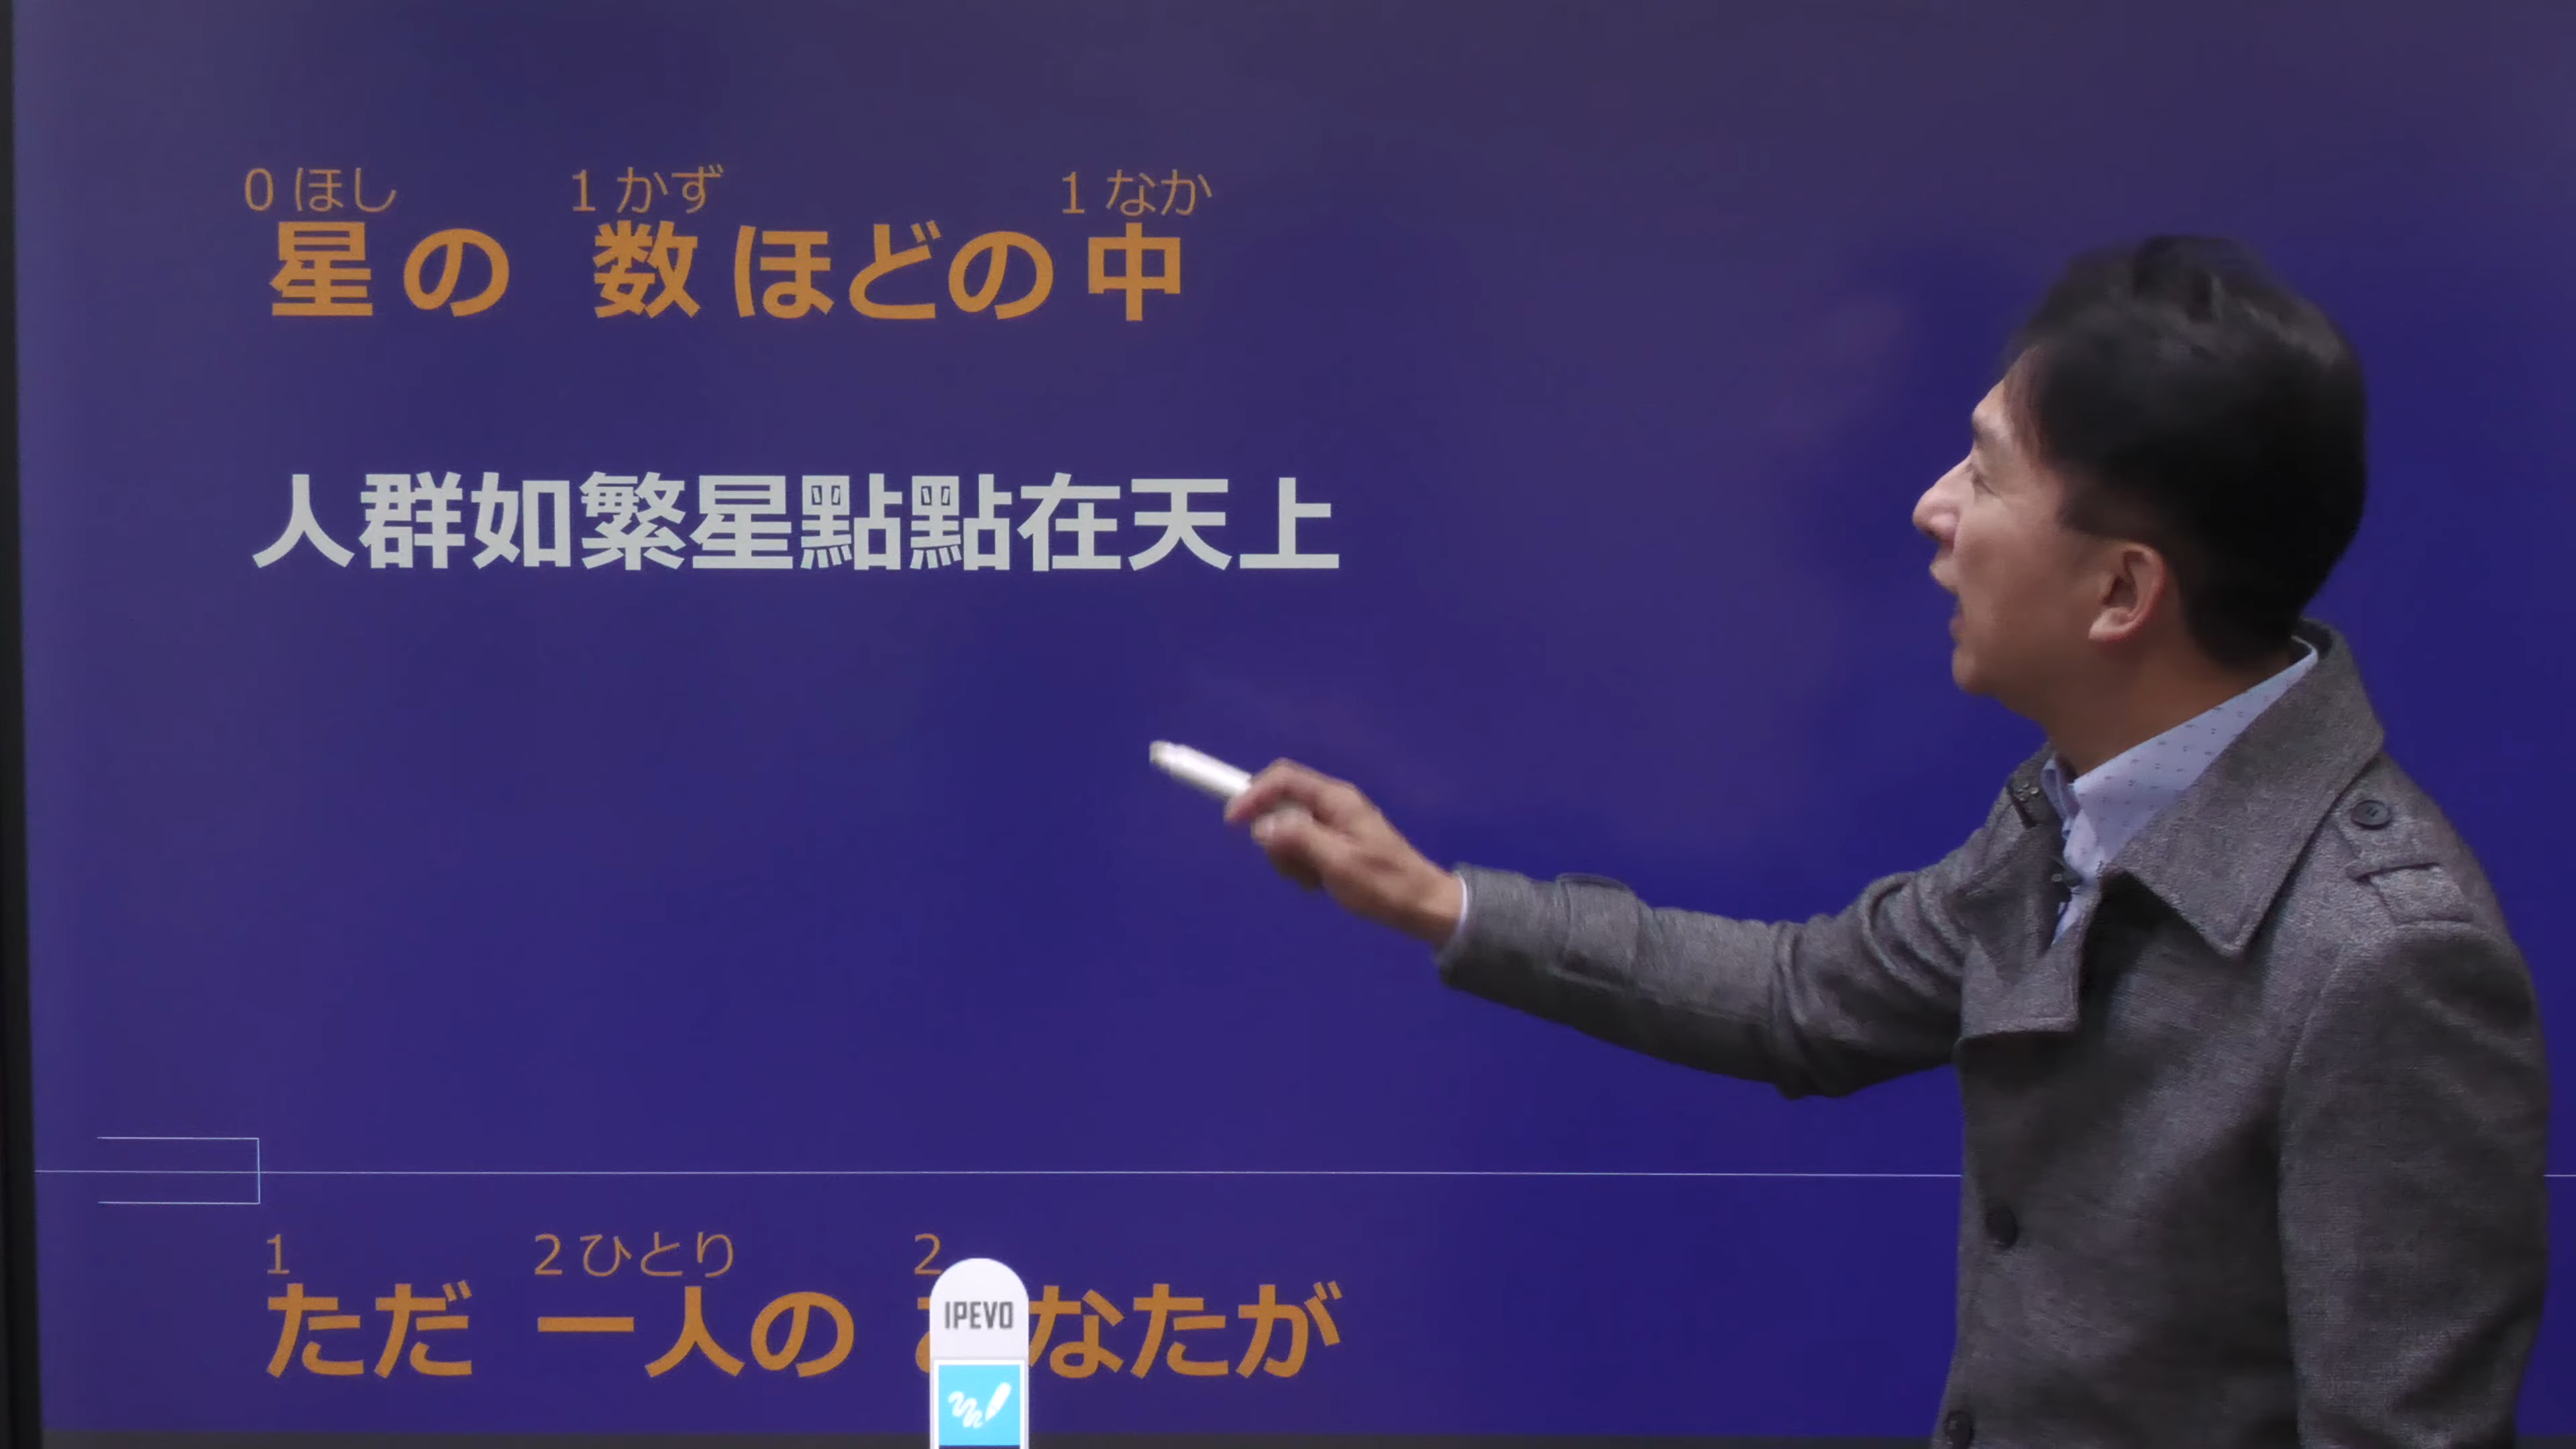 0 ほし 1 かず 1 なか
星の 数ほどの中
人群如繁星點點在天上
1 2 ひとり 2
ただ 一人の なたが
IPEVO